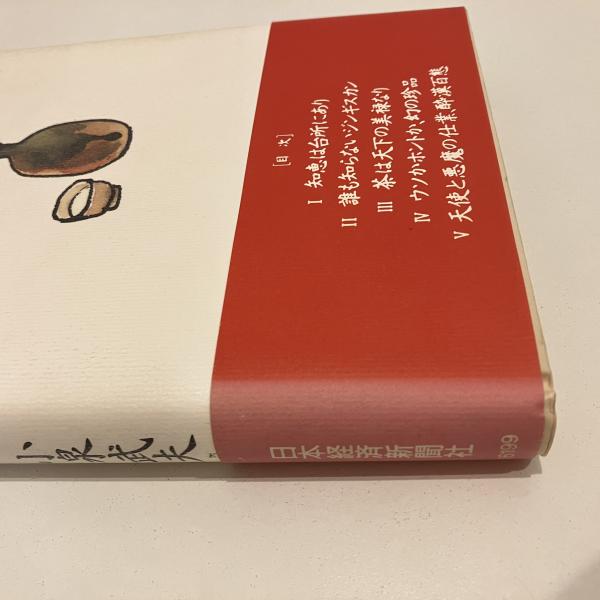 [目 次]
I 知恵は台所にあり
II 誰も知らないジンギスカン
III 茶は天下の美禄なり
IV ウソかホントか、幻の珍品
V 天使と悪魔の仕業、酔漢百態
小泉武夫
日本経済新聞社